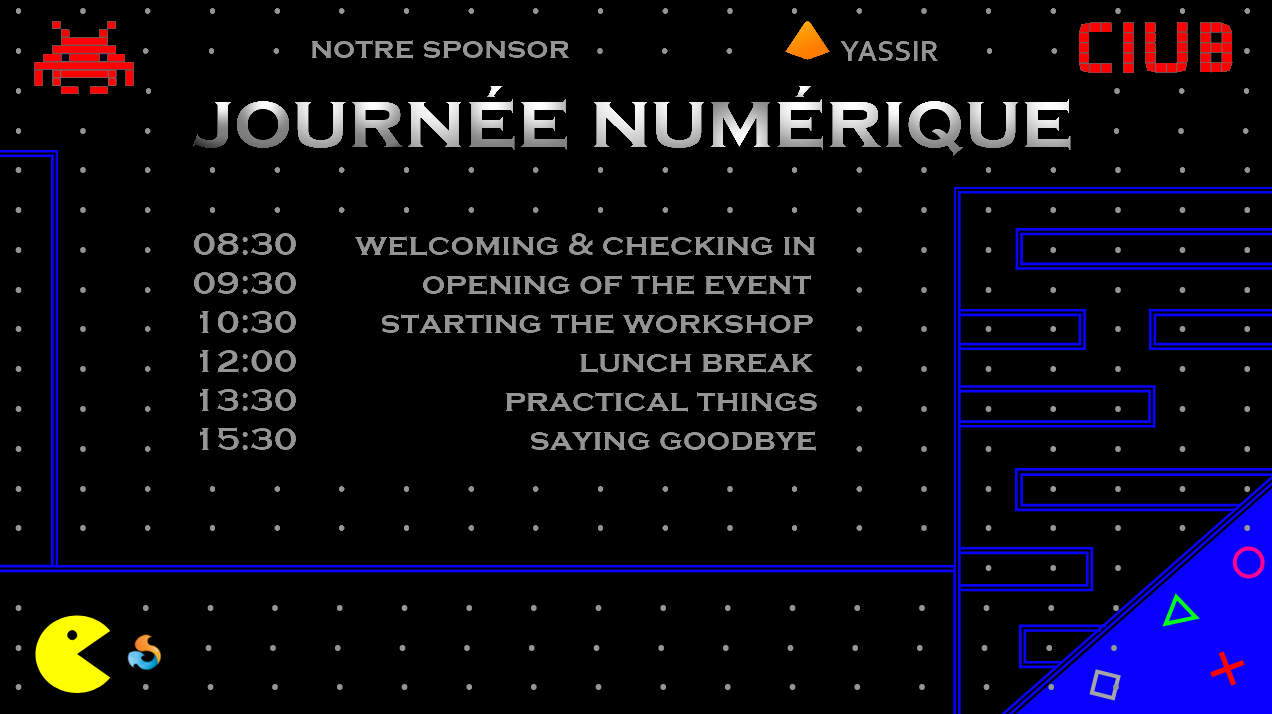 NOTRE SPONSOR YASSIR CLUB
JOURNÉE NUMÉRIQUE
08:30 WELCOMING & CHECKING IN
09:30 OPENING OF THE EVENT
10:30 STARTING THE WORKSHOP
12:00 LUNCH BREAK
13:30 PRACTICAL THINGS
15:30 SAYING GOODBYE